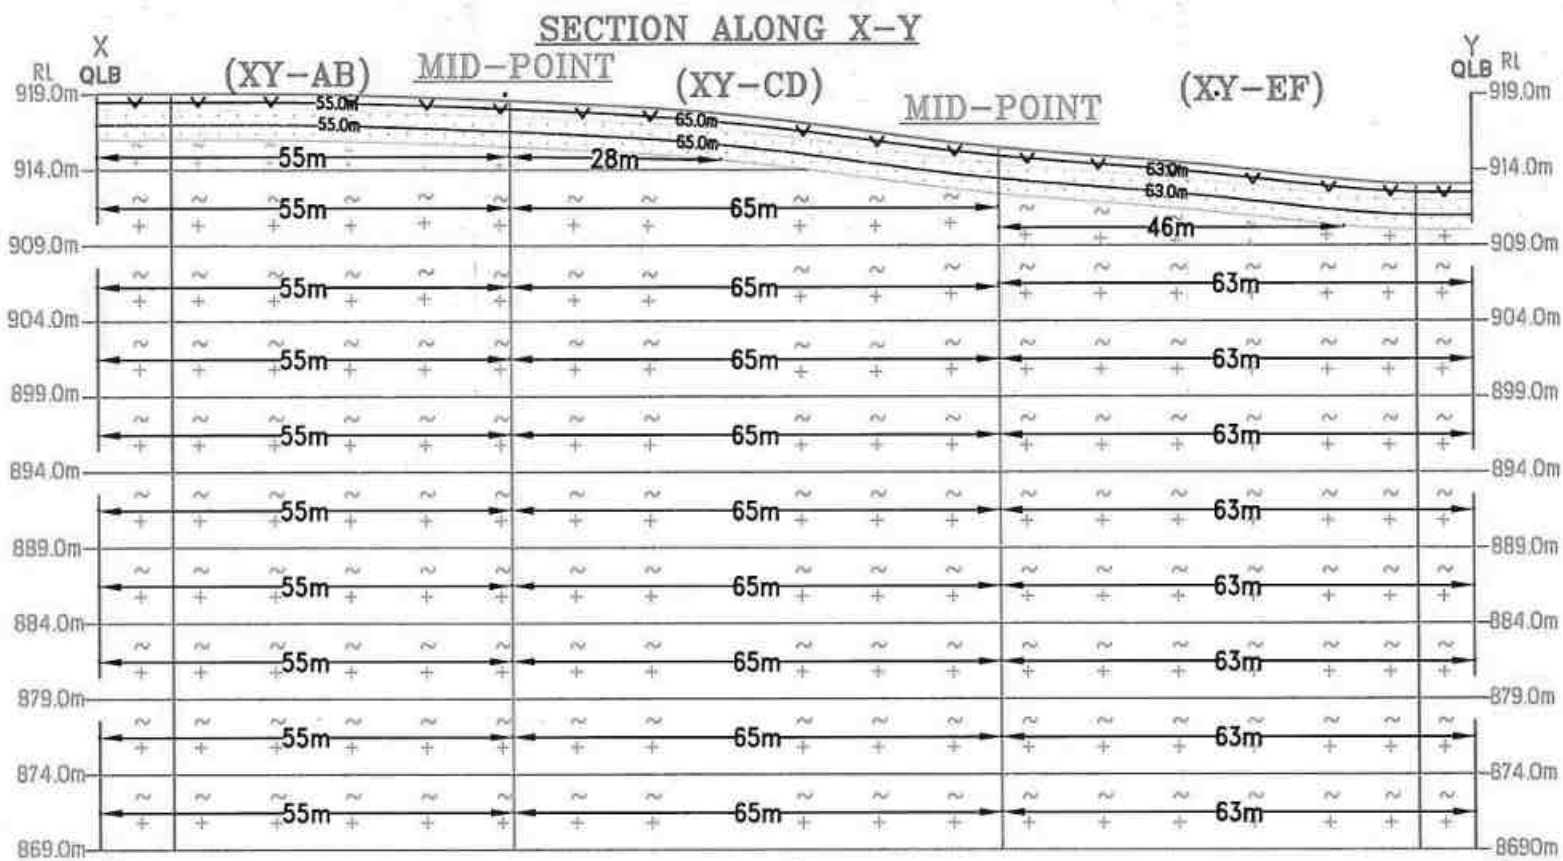 SECTION ALONG X-Y
X Y
RL QLB (XY-AB) MID-POINT (XY-CD) MID-POINT (X.Y-EF) QLB RL
919.0m 55.0m 65.0m 919.0m
55.0m 65.0m
914.0m 55m 28m 63.0m 914.0m
63.0m
55m 65m 46m
909.0m 909.0m
55m 65m 63m
904.0m 904.0m
55m 65m 63m
899.0m 899.0m
55m 65m 63m
894.0m 894.0m
55m 65m 63m
889.0m 889.0m
55m 65m 63m
884.0m 884.0m
55m 65m 63m
879.0m 879.0m
55m 65m 63m
874.0m 874.0m
55m 65m 63m
869.0m 8690m